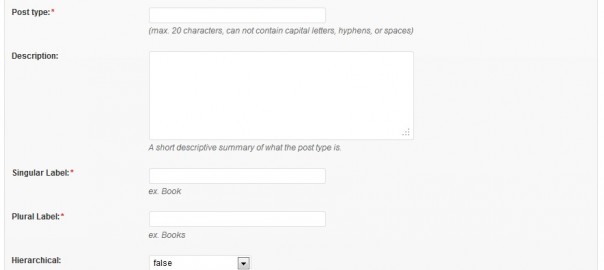 Post type:*
(max. 20 characters, can not contain capital letters, hyphens, or spaces)
Description:
A short descriptive summary of what the post type is.
Singular Label:*
ex. Book
Plural Label:*
ex. Books
Hierarchical:
false